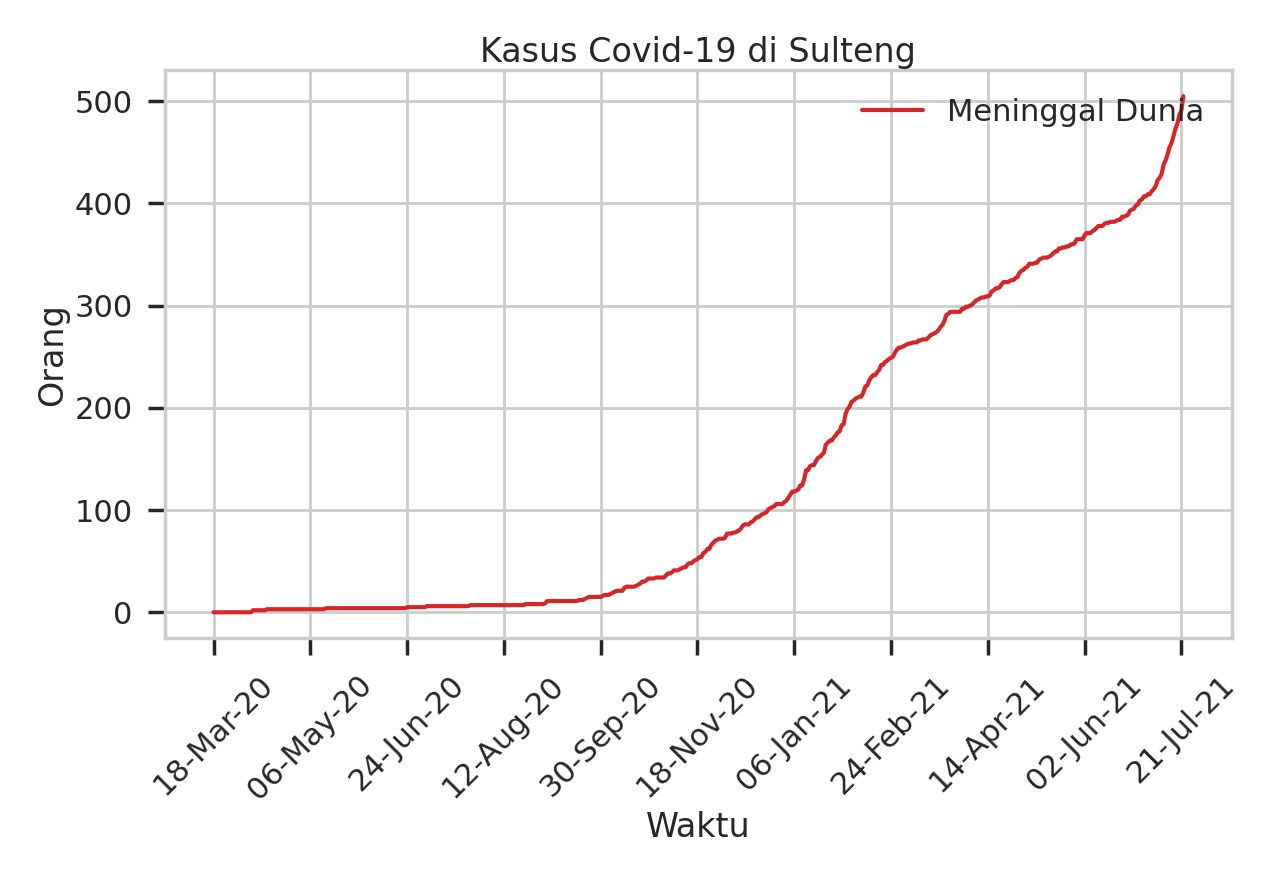 Kasus Covid-19 di Sulteng
Meninggal Dunia
Orang
500
400
300
200
100
0
18-Mar-20
06-May-20
24-Jun-20
12-Aug-20
30-Sep-20
18-Nov-20
06-Jan-21
24-Feb-21
14-Apr-21
02-Jun-21
21-Jul-21
Waktu